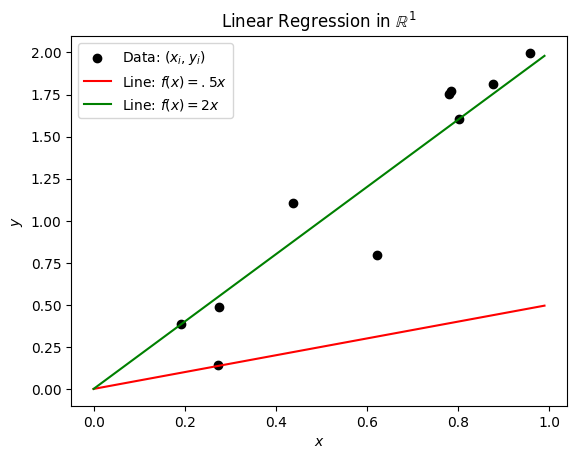 Linear Regression in ℝ¹
Data: (xᵢ, yᵢ)
Line: f(x) = .5x
Line: f(x) = 2x
y
2.00
1.75
1.50
1.25
1.00
0.75
0.50
0.25
0.00
0.0 0.2 0.4 0.6 0.8 1.0
x